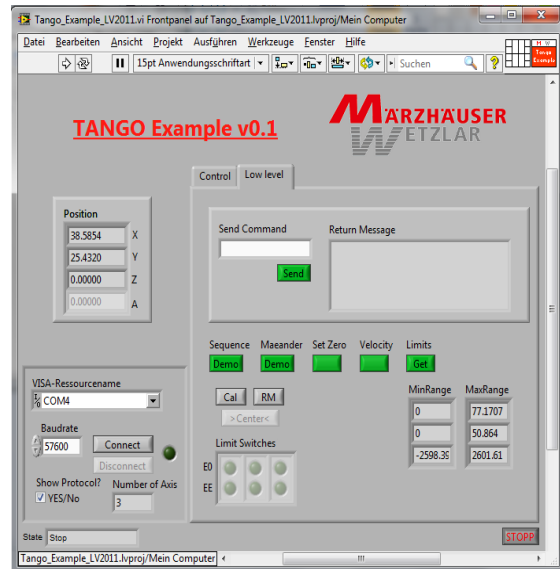 Tango_Example_LV2011.vi Frontpanel auf Tango_Example_LV2011.lvproj/Mein Computer
Datei Bearbeiten Ansicht Projekt Ausführen Werkzeuge Fenster Hilfe
15pt Anwendungsschriftart
Suchen
M W
Tango
Example
TANGO Example v0.1
MÄRZHÄUSER
WETZLAR
Control
Low level
Position
38.5854 X
25.4320 Y
0.00000 Z
0.00000 A
Send Command
Return Message
Send
Sequence Maeander Set Zero Velocity Limits
Demo Demo Get
Cal RM
>Center<
MinRange MaxRange
0 77.1707
0 50.864
-2598.39 2601.61
Limit Switches
E0
EE
VISA-Ressourcename
COM4
Baudrate
57600
Connect
Disconnect
Show Protocol?
YES/No
Number of Axis
3
State Stop
STOPP
Tango_Example_LV2011.lvproj/Mein Computer